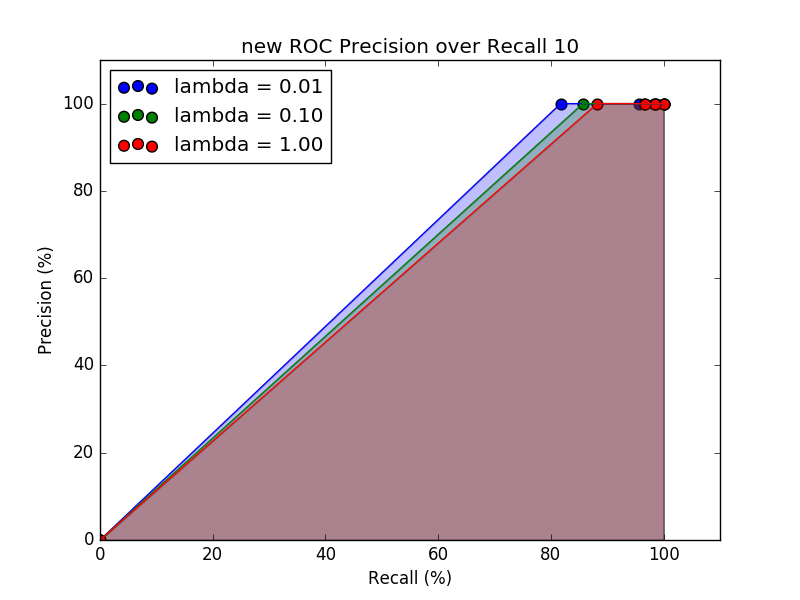 new ROC Precision over Recall 10
lambda = 0.01
lambda = 0.10
lambda = 1.00
100
80
60
40
20
0
Precision (%)
0 20 40 60 80 100
Recall (%)